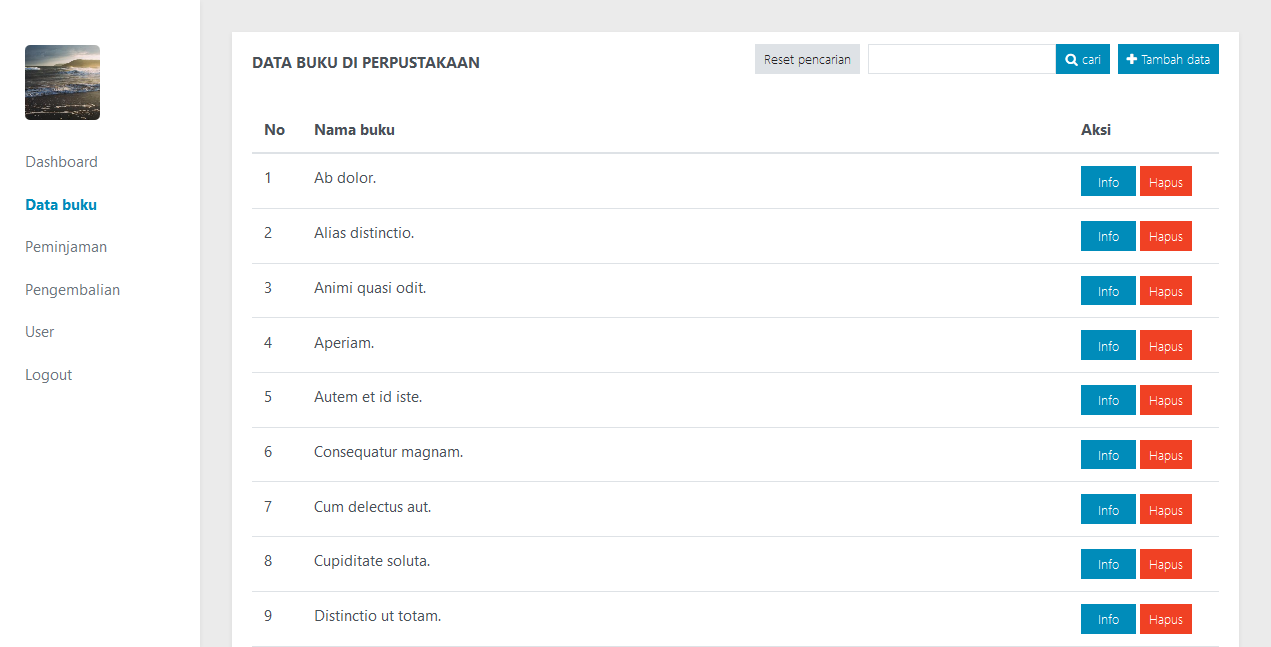 Dashboard
Data buku
Peminjaman
Pengembalian
User
Logout
DATA BUKU DI PERPUSTAKAAN
Reset pencarian
cari
Tambah data
No Nama buku Aksi
1 Ab dolor. Info Hapus
2 Alias distinctio. Info Hapus
3 Animi quasi odit. Info Hapus
4 Aperiam. Info Hapus
5 Autem et id iste. Info Hapus
6 Consequatur magnam. Info Hapus
7 Cum delectus aut. Info Hapus
8 Cupiditate soluta. Info Hapus
9 Distinctio ut totam. Info Hapus